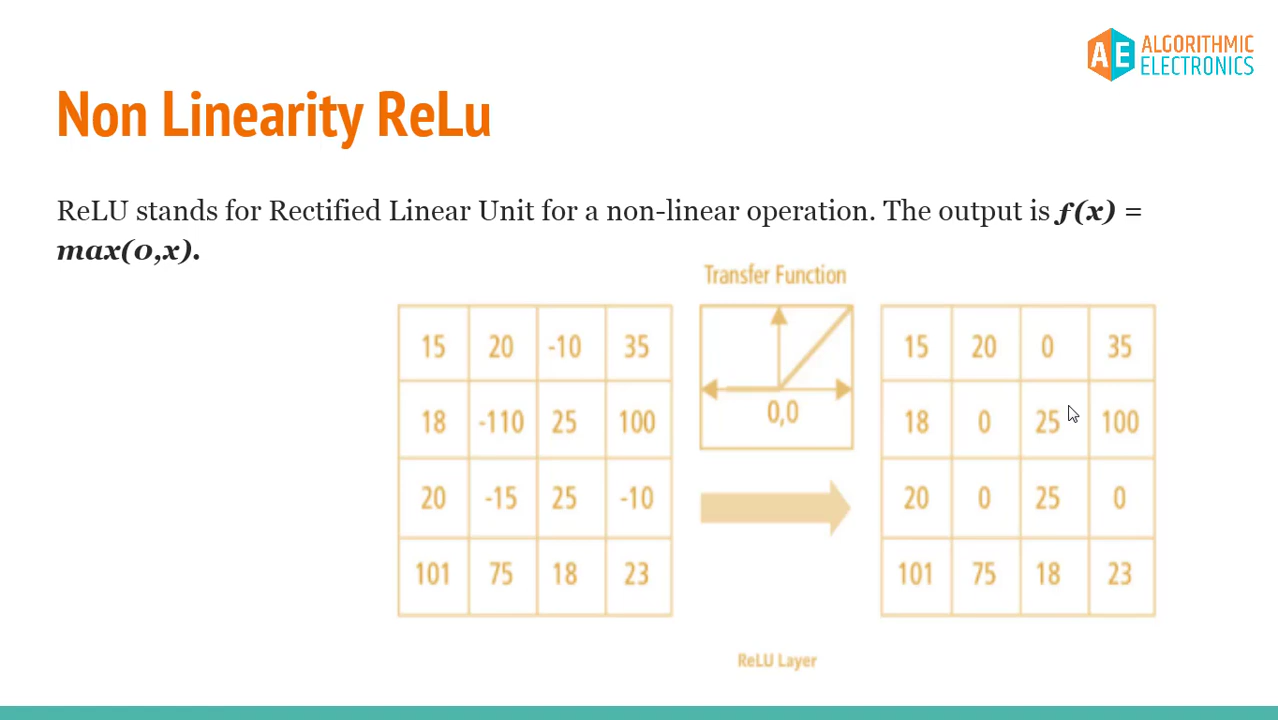 ALGORITHMIC
AE ELECTRONICS
Non Linearity ReLu
ReLU stands for Rectified Linear Unit for a non-linear operation. The output is ƒ(x) =
max(0,x).
Transfer Function
15 20 -10 35
18 -110 25 100
20 -15 25 -10
101 75 18 23
0,0
15 20 0 35
18 0 25 100
20 0 25 0
101 75 18 23
ReLU Layer